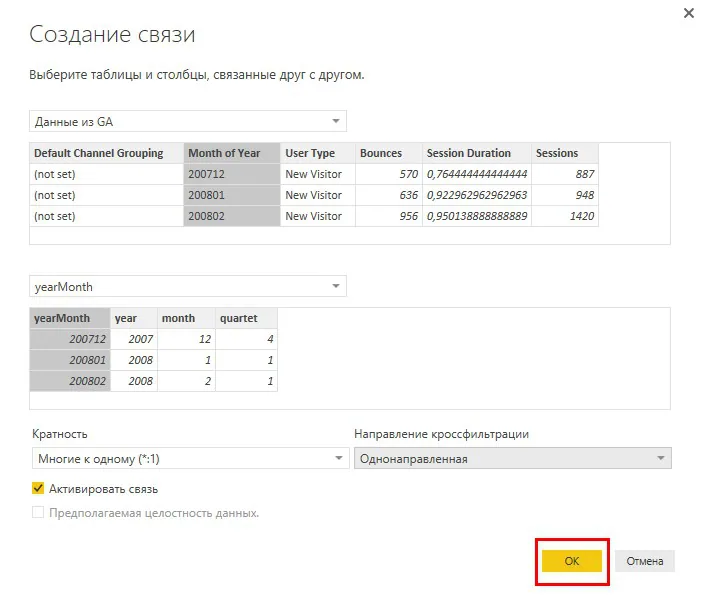 Создание связи
Выберите таблицы и столбцы, связанные друг с другом.
Данные из GA
Default Channel Grouping Month of Year User Type Bounces Session Duration Sessions
(not set) 200712 New Visitor 570 0,764444444444444 887
(not set) 200801 New Visitor 636 0,922962962962963 948
(not set) 200802 New Visitor 956 0,950138888888889 1420
yearMonth
yearMonth year month quartet
200712 2007 12 4
200801 2008 1 1
200802 2008 2 1
Кратность Направление кроссфильтрации
Многие к одному (*:1) Однонаправленная
Активировать связь
Предполагаемая целостность данных.
ОК Отмена